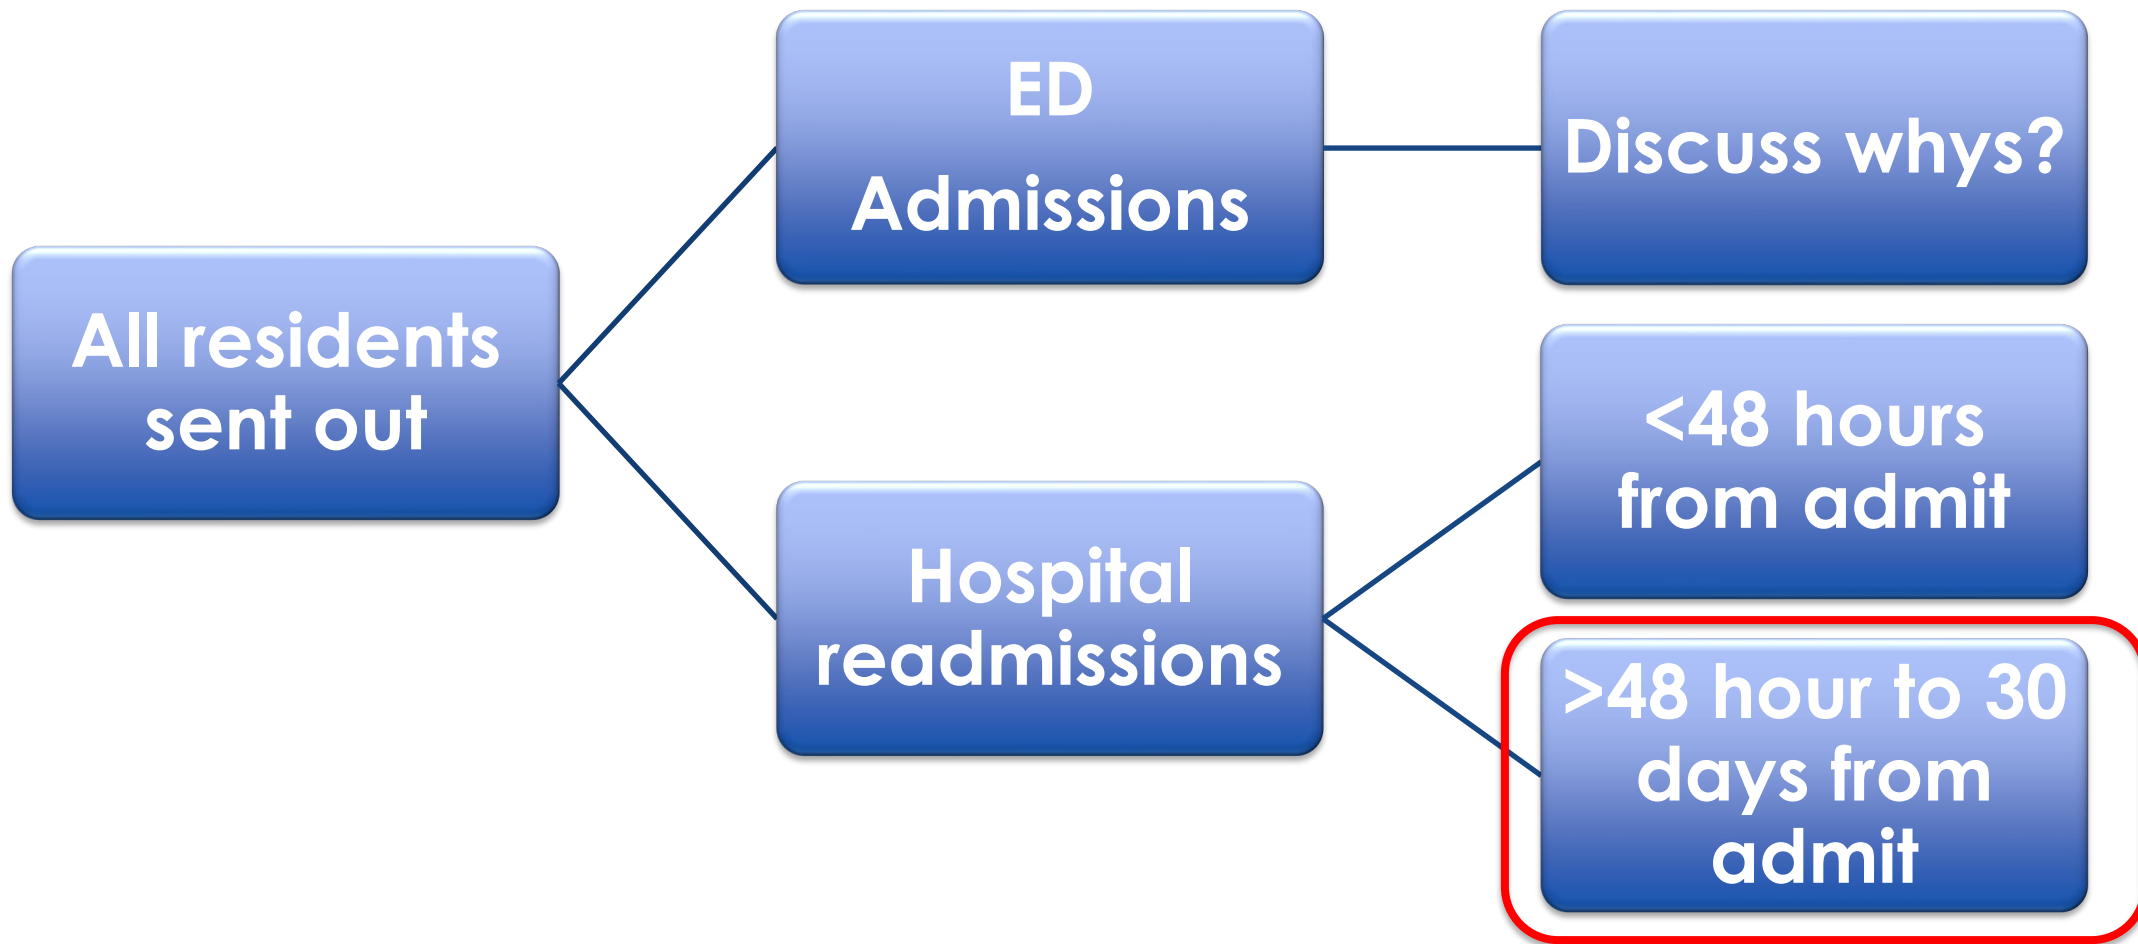 All residents
sent out
ED
Admissions
Discuss whys?
Hospital
readmissions
<48 hours
from admit
>48 hour to 30
days from
admit